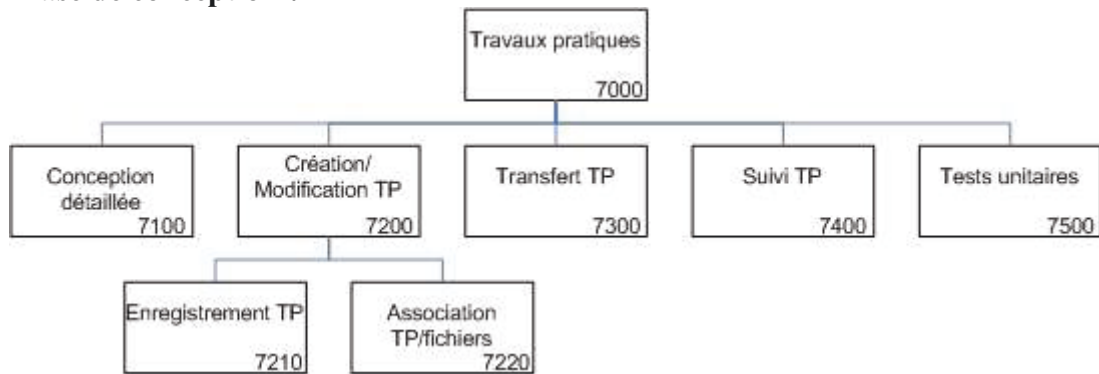 Travaux pratiques
7000
Conception
détaillée
7100
Création/
Modification TP
7200
Transfert TP
7300
Suivi TP
7400
Tests unitaires
7500
Enregistrement TP
7210
Association
TP/fichiers
7220